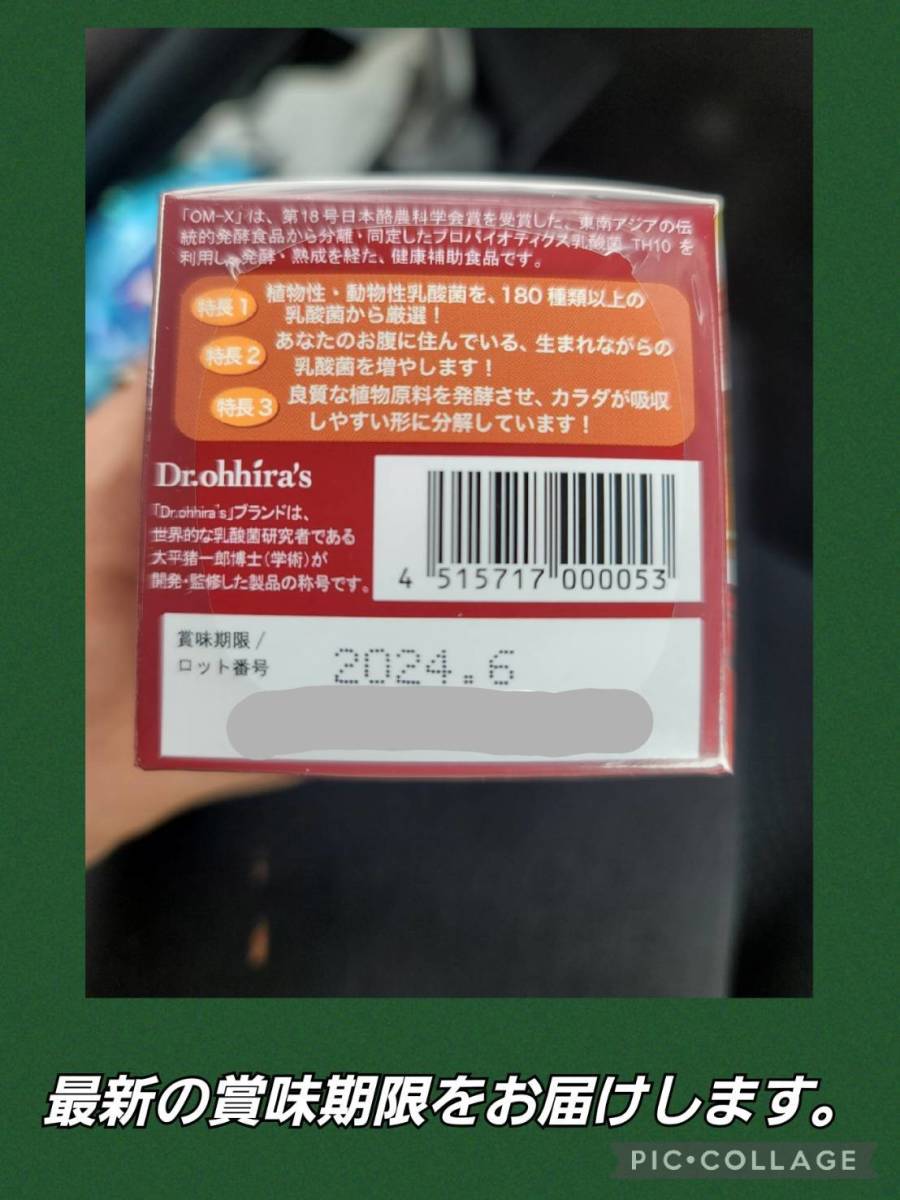 「OM-X」は、第18号日本酪農科学会賞を受賞した、東南アジアの伝
統的発酵食品から分離・同定したプロバイオティクス乳酸菌 TH10 を
利用し、発酵・熟成を経た、健康補助食品です。
特長1 植物性・動物性乳酸菌を、180種類以上の
乳酸菌から厳選!
特長2 あなたのお腹に住んでいる、生まれながらの
乳酸菌を増やします!
特長3 良質な植物原料を発酵させ、カラダが吸収
しやすい形に分解しています!
Dr.ohhira's
「Dr.ohhira's」ブランドは、
世界的な乳酸菌研究者である
大平猪一郎博士(学術)が
開発・監修した製品の称号です。
4 515717 000053
賞味期限/
ロット番号
2024.6
最新の賞味期限をお届けします。
PIC•COLLAGE